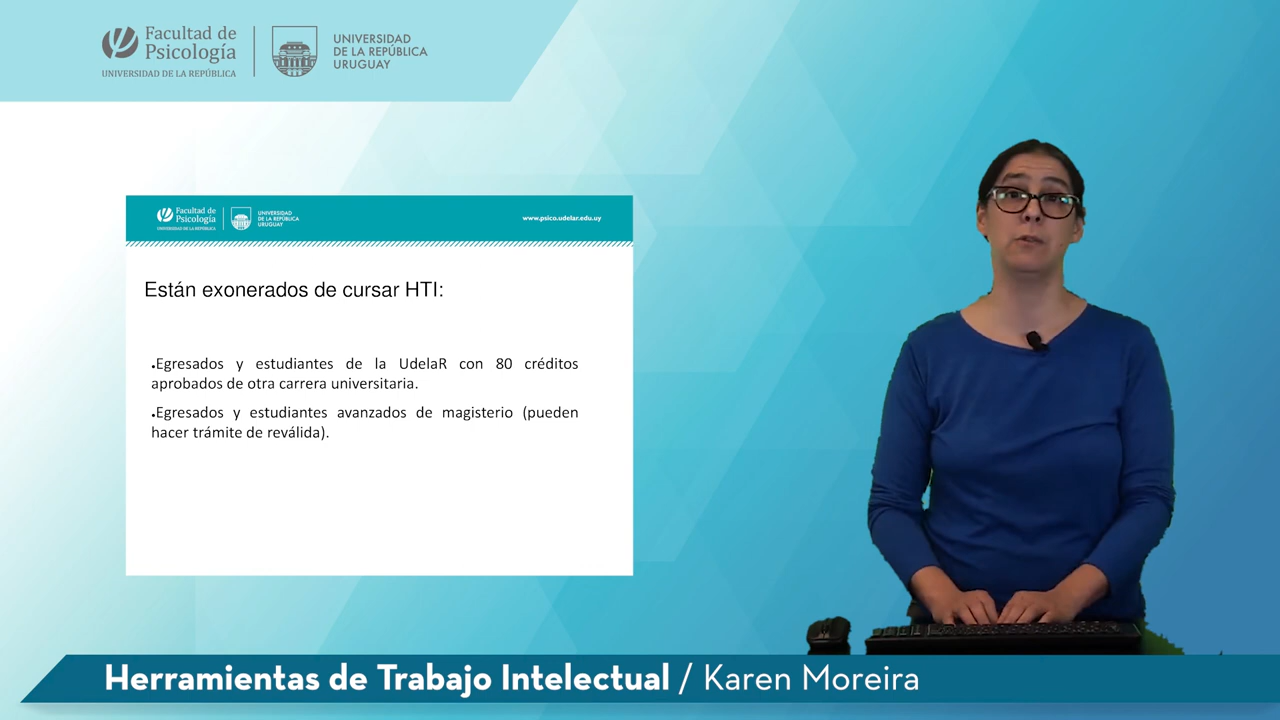 Facultad de
Psicología
UNIVERSIDAD DE LA REPÚBLICA
UNIVERSIDAD
DE LA REPÚBLICA
URUGUAY
Facultad de
Psicología
UNIVERSIDAD DE LA REPÚBLICA
UNIVERSIDAD
DE LA REPÚBLICA
URUGUAY
www.psico.udelar.edu.uy
Están exonerados de cursar HTI:
•Egresados y estudiantes de la UdelaR con 80 créditos
aprobados de otra carrera universitaria.
•Egresados y estudiantes avanzados de magisterio (pueden
hacer trámite de reválida).
Herramientas de Trabajo Intelectual / Karen Moreira